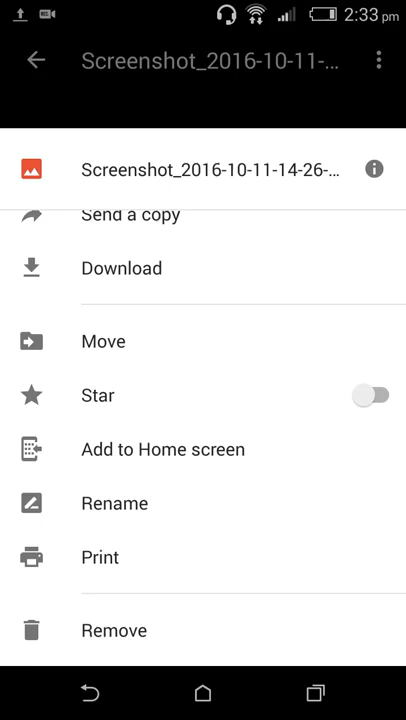 2:33 pm
Screenshot_2016-10-11-...
Screenshot_2016-10-11-14-26-...
Send a copy
Download
Move
Star
Add to Home screen
Rename
Print
Remove